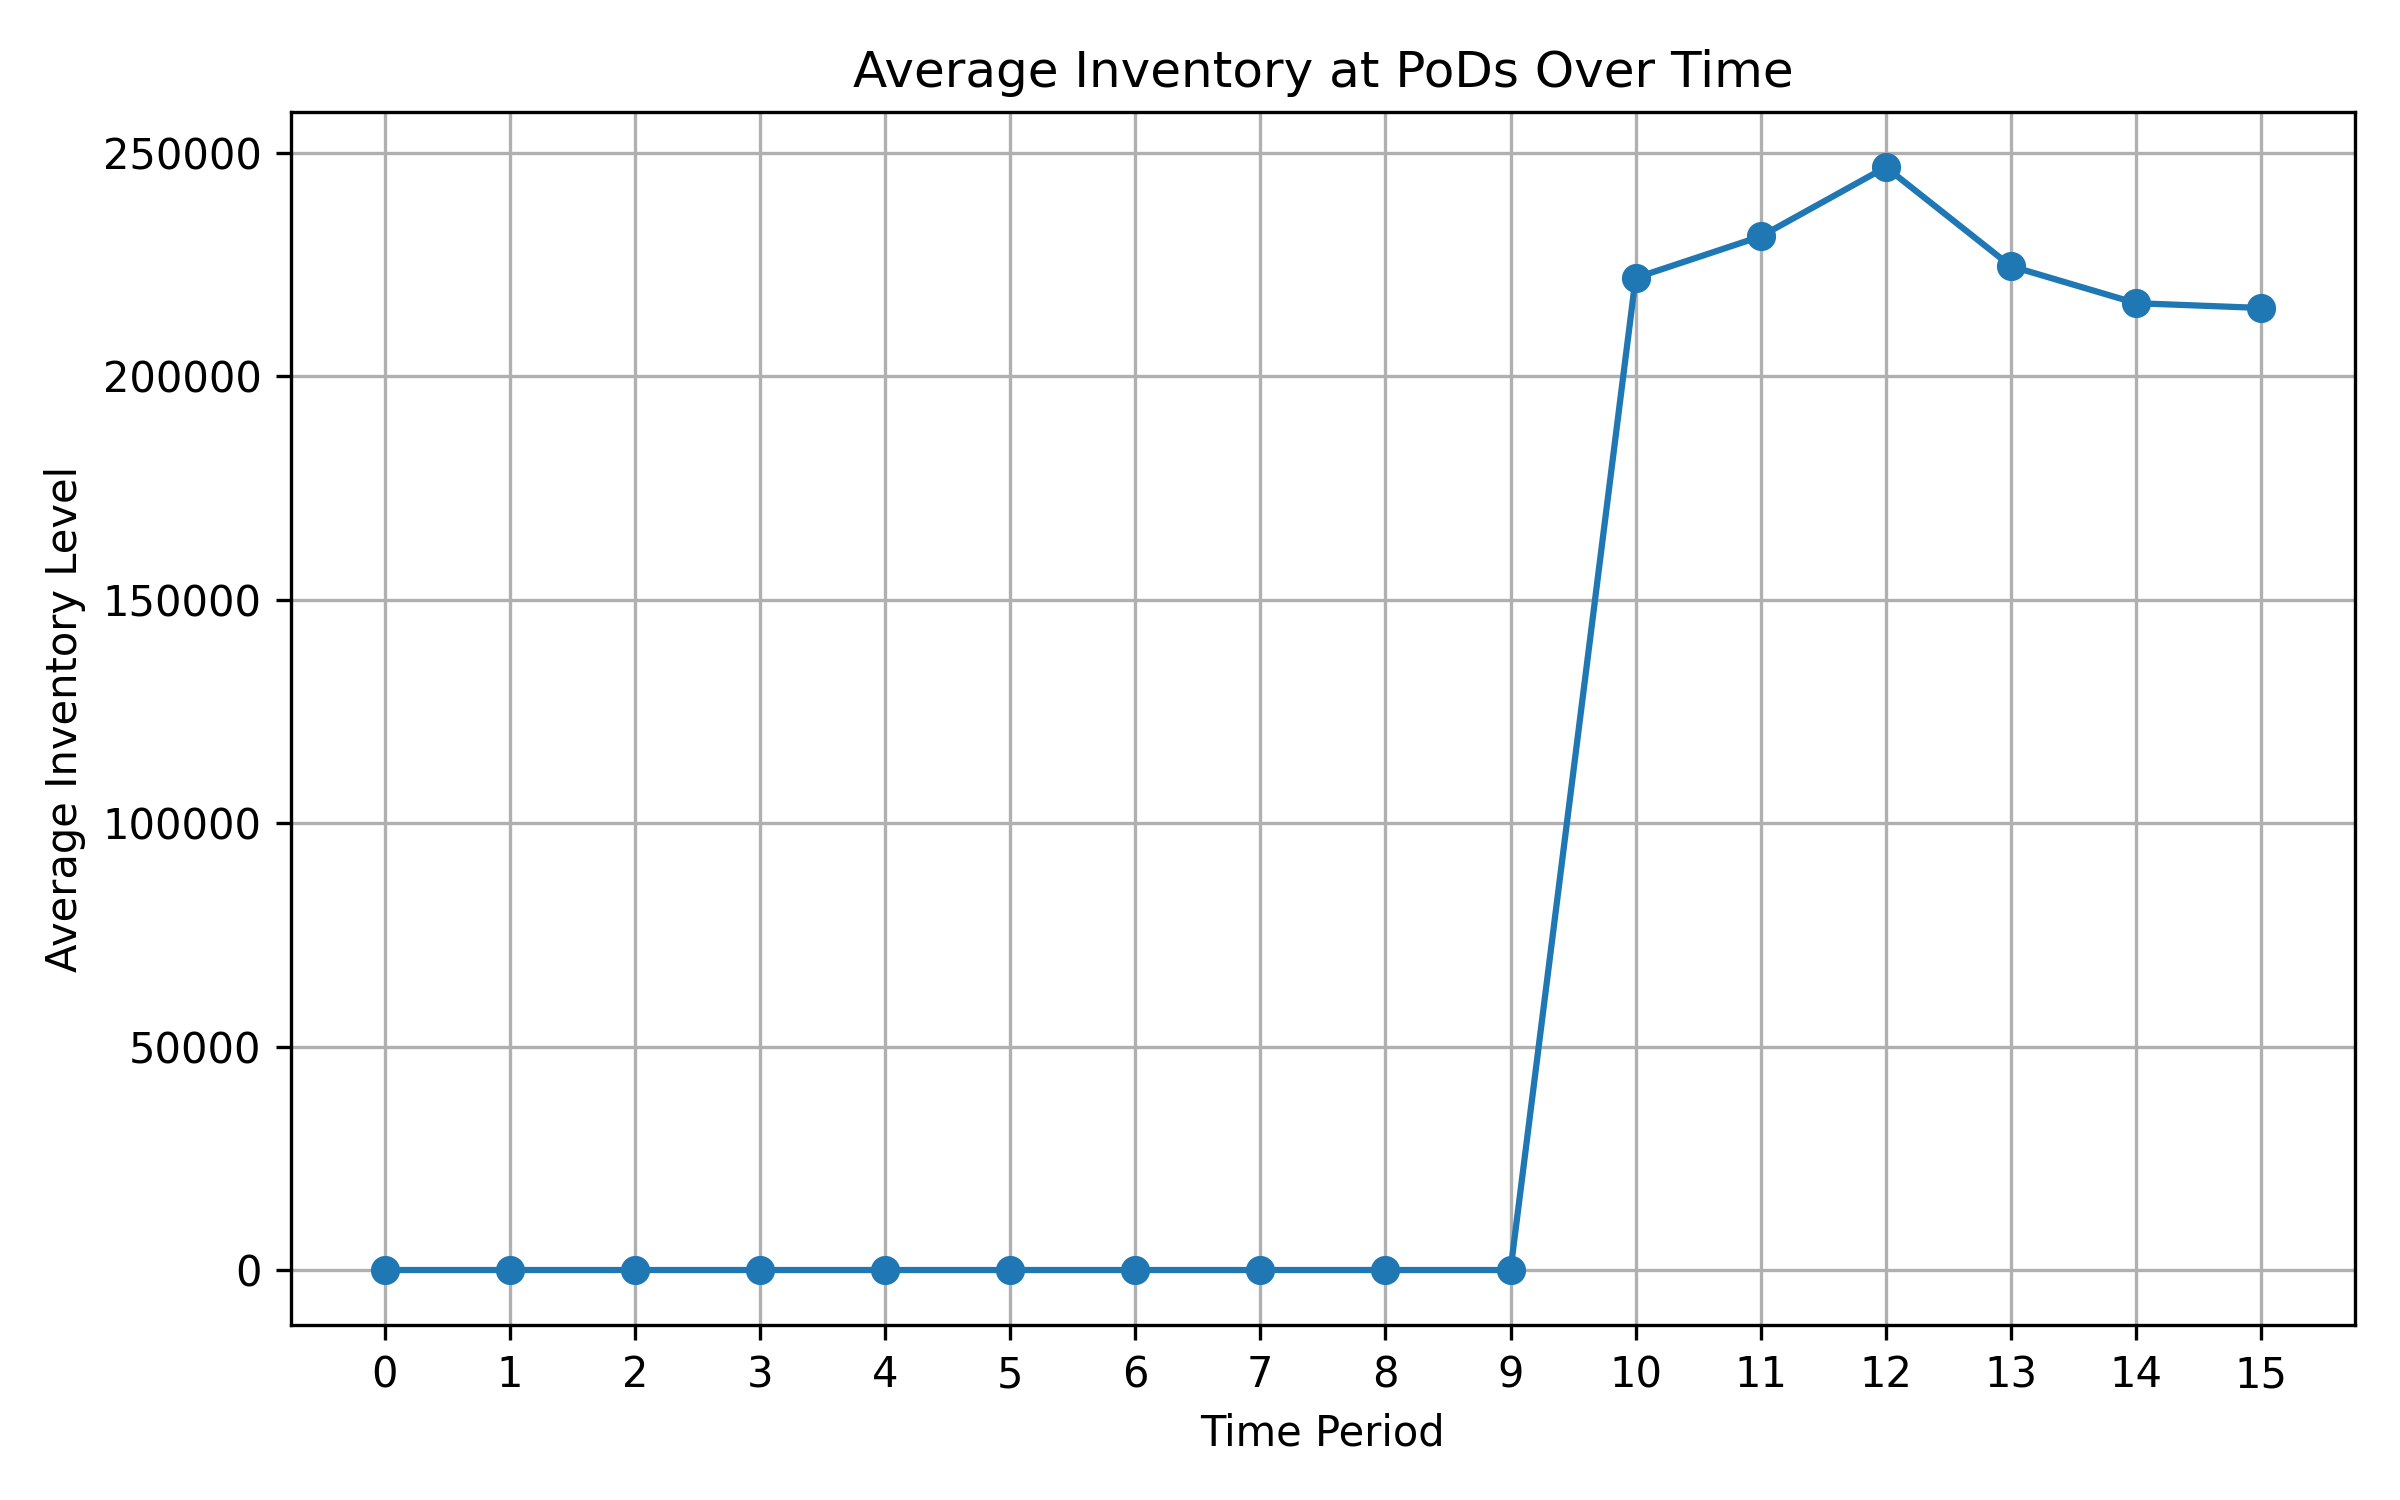 Average Inventory at PoDs Over Time
Average Inventory Level
250000
200000
150000
100000
50000
0
0 1 2 3 4 5 6 7 8 9 10 11 12 13 14 15
Time Period